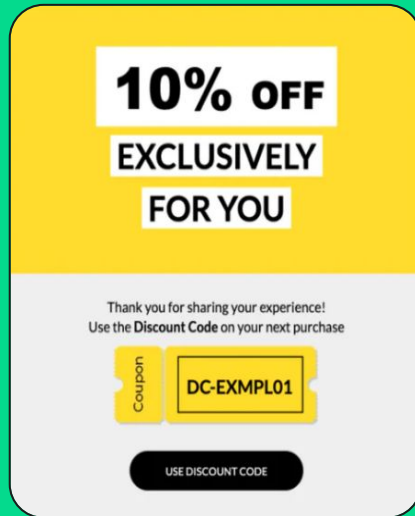 10% OFF
EXCLUSIVELY
FOR YOU
Thank you for sharing your experience!
Use the Discount Code on your next purchase
Coupon
DC-EXMPL01
USE DISCOUNT CODE